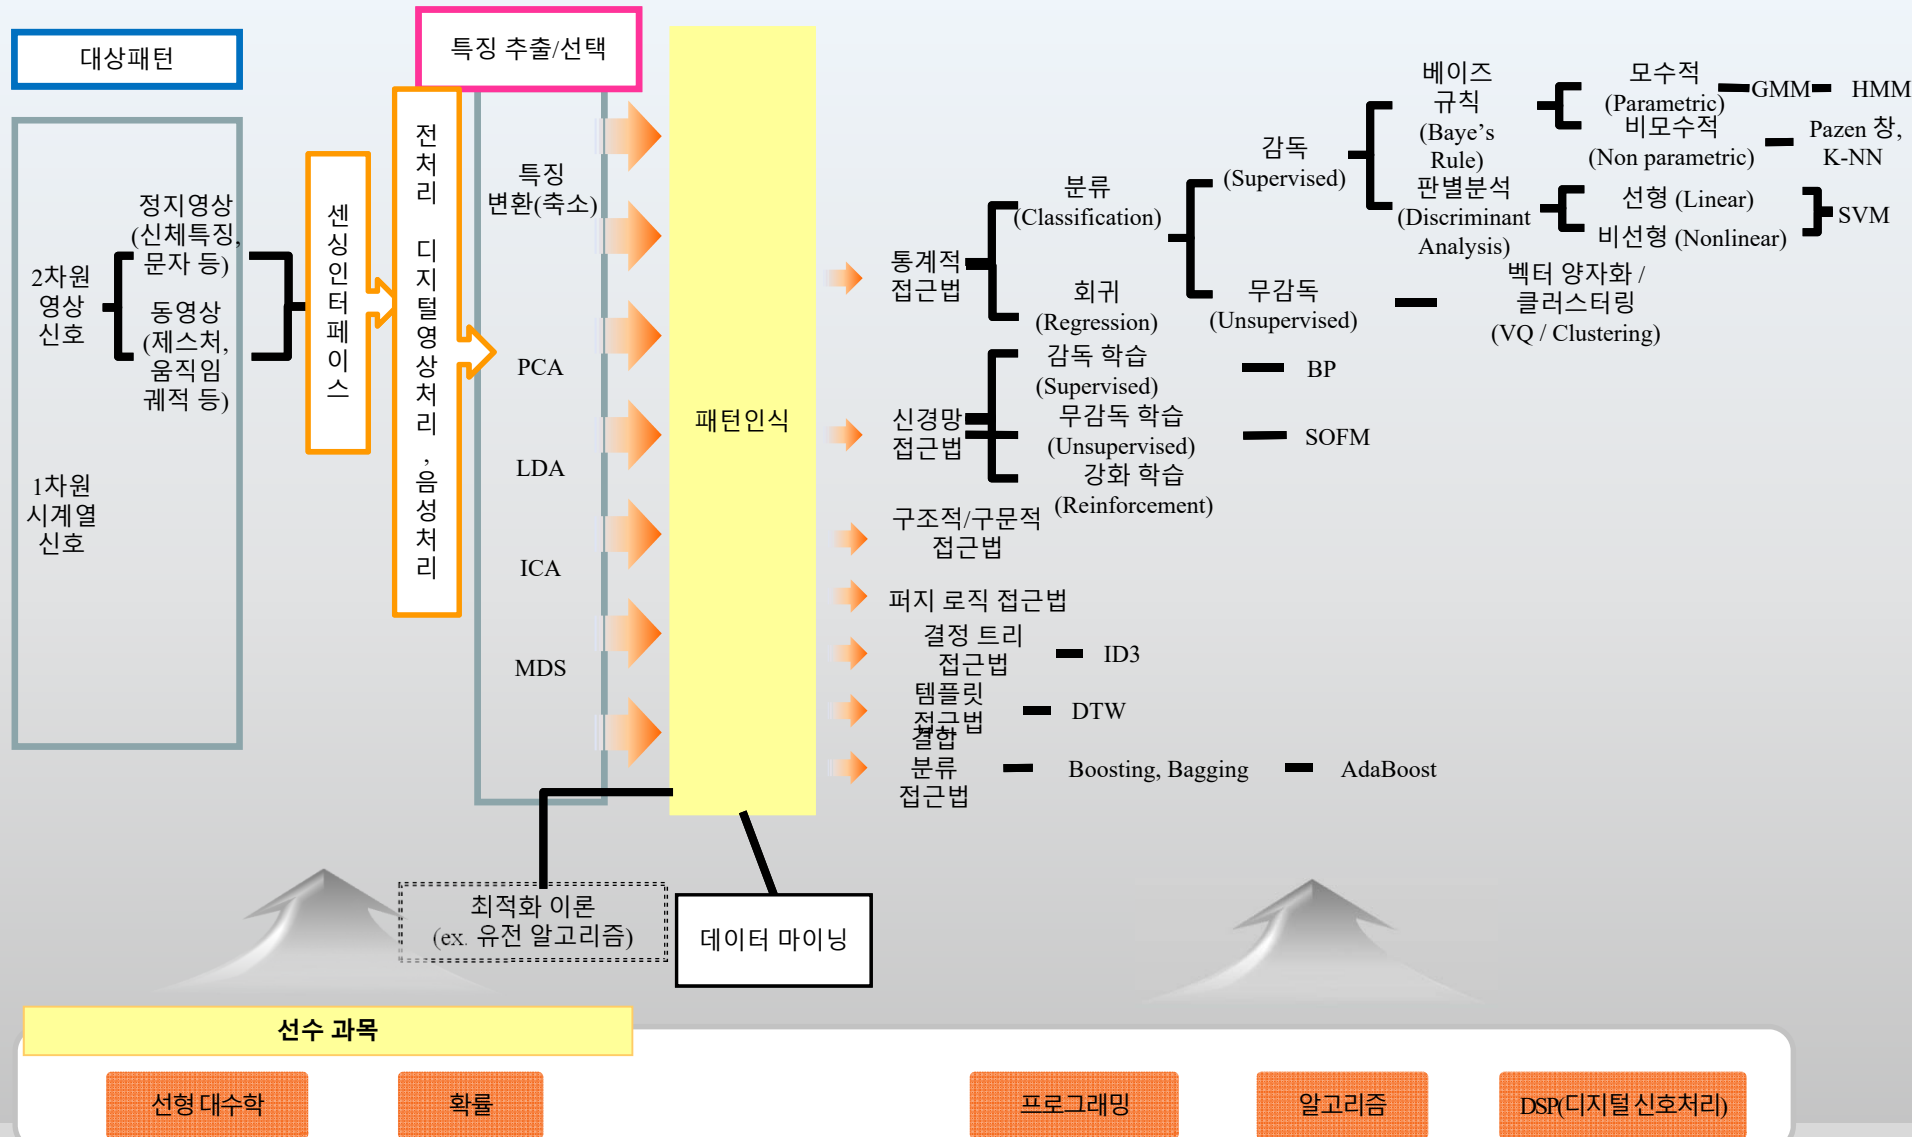 대상패턴
특징 추출/선택
2차원
영상
신호
정지영상
(신체특징,
문자 등)
동영상
(제스처,
움직임
궤적 등)
1차원
시계열
신호
센싱인터페이스
전처리 디지털영상처리,음성처리
특징
변환(축소)
PCA
LDA
ICA
MDS
패턴인식
통계적
접근법
분류
(Classification)
회귀
(Regression)
감독
(Supervised)
무감독
(Unsupervised)
베이즈
규칙
(Baye's
Rule)
판별분석
(Discriminant
Analysis)
모수적
(Parametric)
GMM
HMM
비모수적
(Non parametric)
Pazen 창,
K-NN
선형 (Linear)
비선형 (Nonlinear)
SVM
벡터 양자화 /
클러스터링
(VQ / Clustering)
신경망
접근법
감독 학습
(Supervised)
BP
무감독 학습
(Unsupervised)
SOFM
강화 학습
(Reinforcement)
구조적/구문적
접근법
퍼지 로직 접근법
결정 트리
접근법
ID3
템플릿
접근법
DTW
결합
분류
접근법
Boosting, Bagging
AdaBoost
최적화 이론
(ex. 유전 알고리즘)
데이터 마이닝
선수 과목
선형 대수학
확률
프로그래밍
알고리즘
DSP(디지털 신호처리)